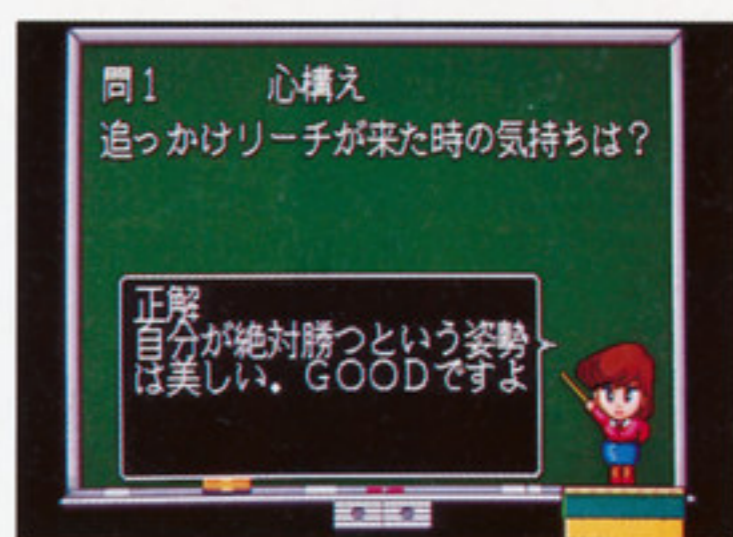 問1 心構え
追っかけリーチが来た時の気持ちは？
正解
自分が絶対勝つという姿勢
は美しい．GOODですよ